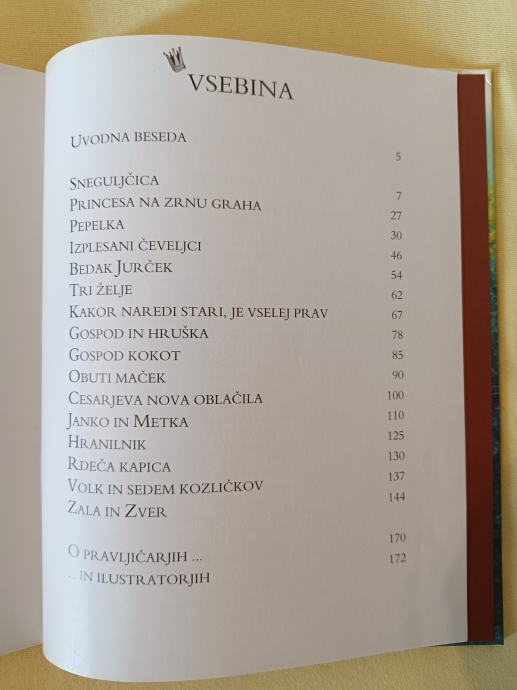 VSEBINA
UVODNA BESEDA 5
SNEGULJČICA 7
PRINCESA NA ZRNU GRAHA 27
PEPELKA 30
IZPLESANI ČEVELJCI 46
BEDAK JURČEK 54
TRI ŽELJE 62
KAKOR NAREDI STARI, JE VSELEJ PRAV 67
GOSPOD IN HRUŠKA 78
GOSPOD KOKOT 85
OBUTI MAČEK 90
CESARJEVA NOVA OBLAČILA 100
JANKO IN METKA 110
HRANILNIK 125
RDEČA KAPICA 130
VOLK IN SEDEM KOZLIČKOV 137
ZALA IN ZVER 144
O PRAVLJIČARJIH ... 170
... IN ILUSTRATORJIH 172